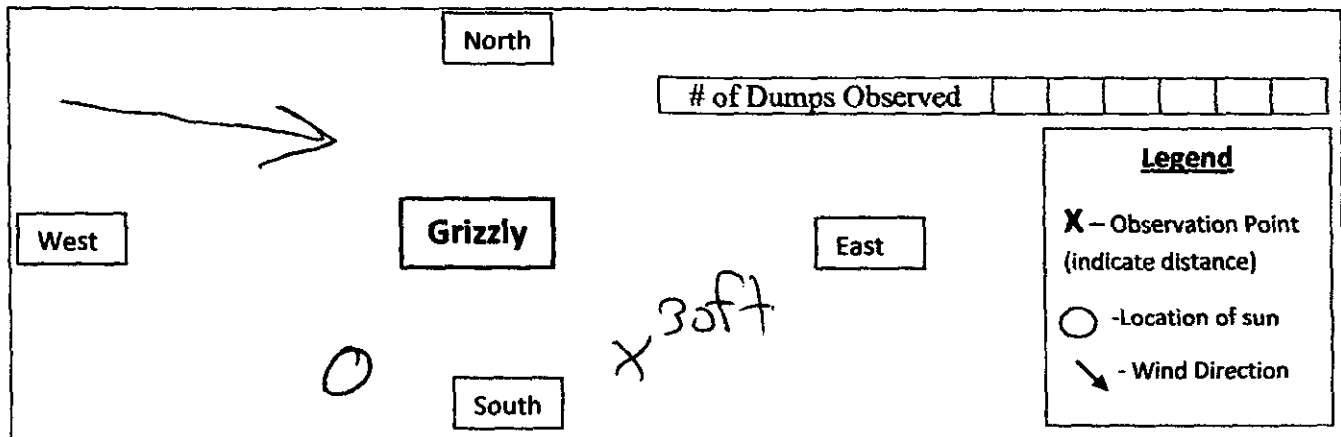 North
# of Dumps Observed
Legend
X – Observation Point
(indicate distance)
West
Grizzly
East
-Location of sun
X 30ft
- Wind Direction
South